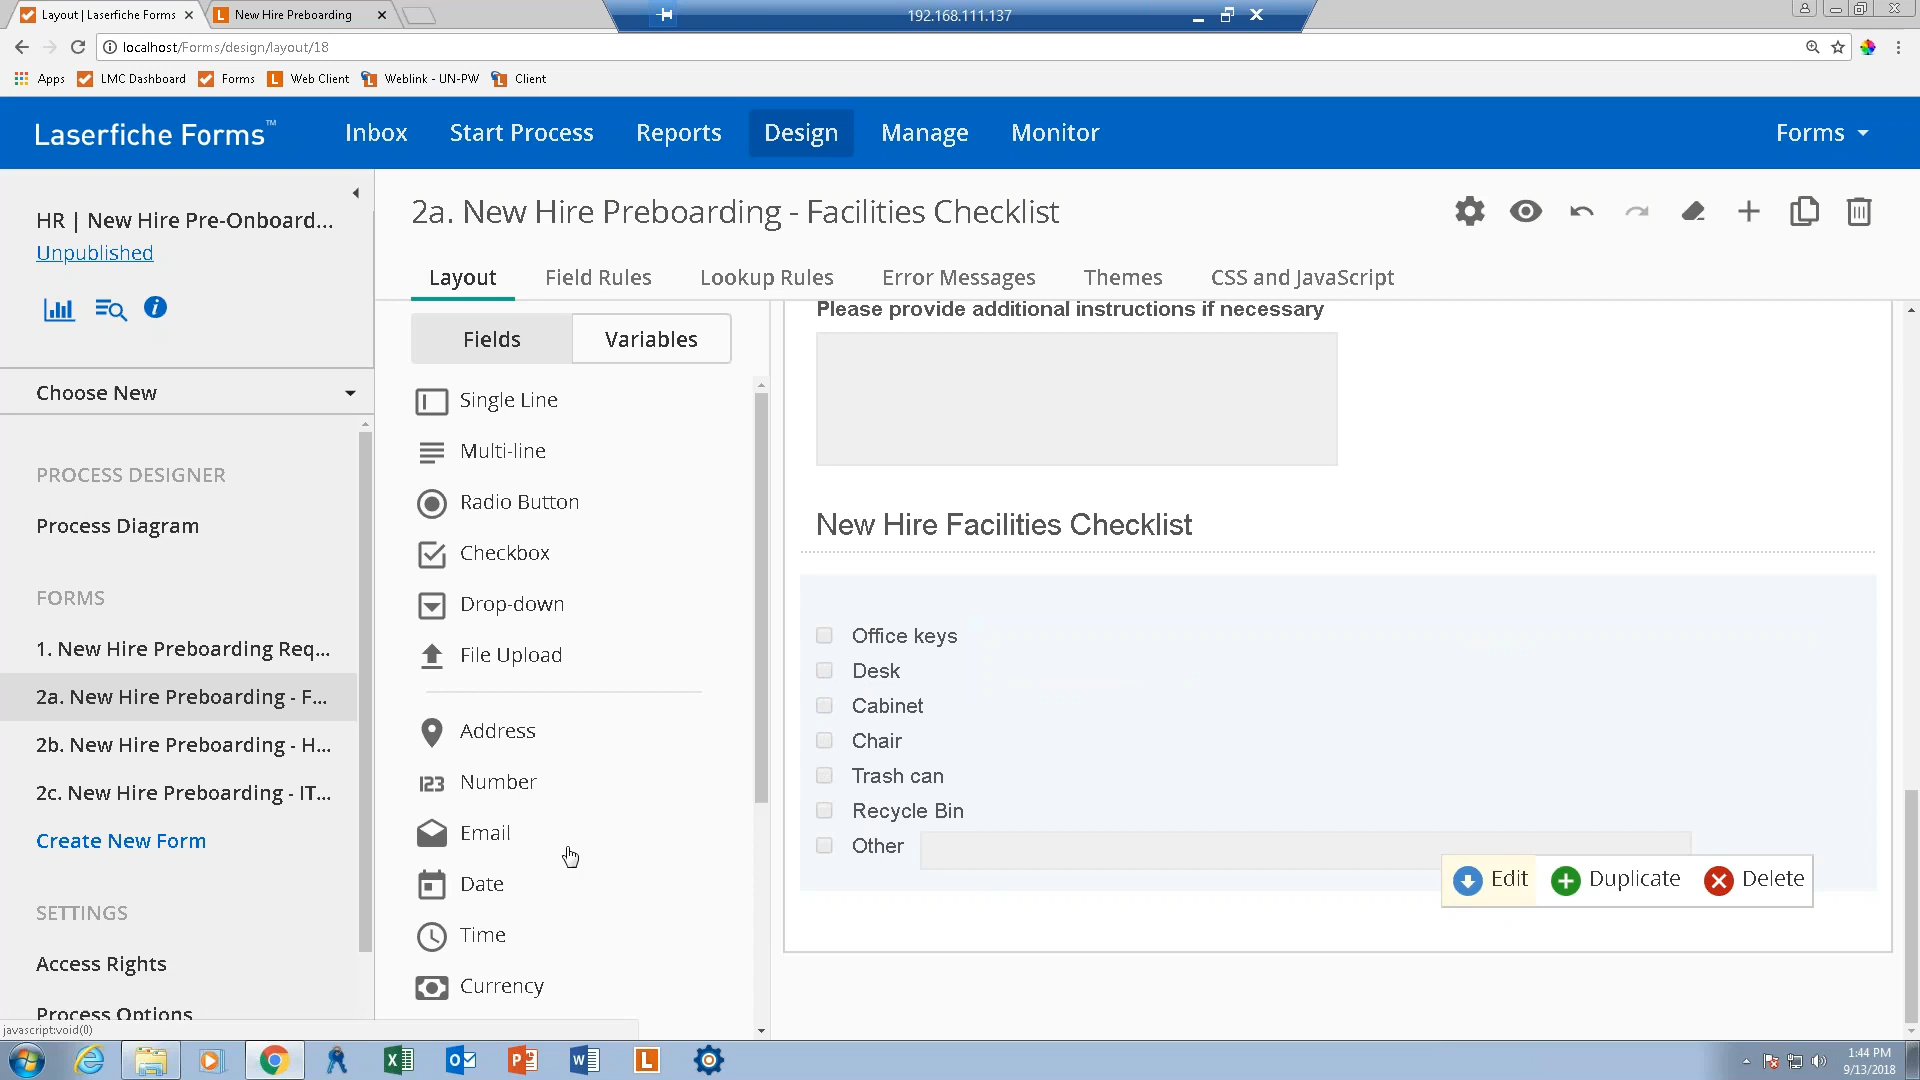 Layout | Laserfiche Forms
New Hire Preboarding
192.168.111.137
localhost/Forms/design/layout/18
Apps
LMC Dashboard
Forms
Web Client
Weblink - UN-PW
Client
Laserfiche Forms™
Inbox
Start Process
Reports
Design
Manage
Monitor
Forms
HR | New Hire Pre-Onboard...
Unpublished
Choose New
PROCESS DESIGNER
Process Diagram
FORMS
1. New Hire Preboarding Req...
2a. New Hire Preboarding - F...
2b. New Hire Preboarding - H...
2c. New Hire Preboarding - IT...
Create New Form
SETTINGS
Access Rights
Process Options
javascript:void(0)
2a. New Hire Preboarding - Facilities Checklist
Layout
Field Rules
Lookup Rules
Error Messages
Themes
CSS and JavaScript
Fields
Variables
Single Line
Multi-line
Radio Button
Checkbox
Drop-down
File Upload
Address
123 Number
Email
Date
Time
Currency
Please provide additional instructions if necessary
New Hire Facilities Checklist
Office keys
Desk
Cabinet
Chair
Trash can
Recycle Bin
Other
Edit
Duplicate
Delete
1:44 PM
9/13/2018